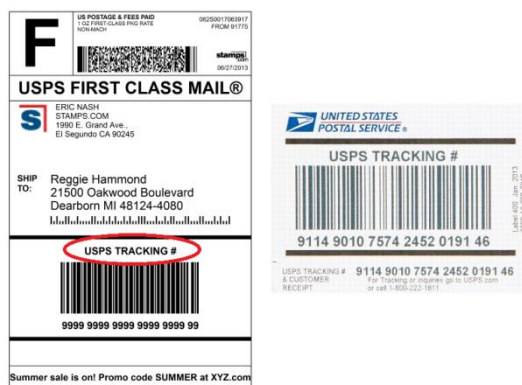 F
US POSTAGE & FEES PAID
1 OZ FIRST-CLASS PKG RATE
NON-MACH
062S0017063917
FROM 91775
stamps
.com
06/27/2013
USPS FIRST CLASS MAIL®
S
ERIC NASH
STAMPS.COM
1990 E. Grand Ave.,
El Segundo CA 90245
SHIP
TO:
Reggie Hammond
21500 Oakwood Boulevard
Dearborn MI 48124-4080
USPS TRACKING #
9999 9999 9999 9999 9999 99
Summer sale is on! Promo code SUMMER at XYZ.com
UNITED STATES
POSTAL SERVICE®
USPS TRACKING #
9114 9010 7574 2452 0191 46
Label 400 Jan. 2013
USPS TRACKING #
& CUSTOMER
RECEIPT
9114 9010 7574 2452 0191 46
For Tracking or inquiries go to USPS.com
or call 1-800-222-1811